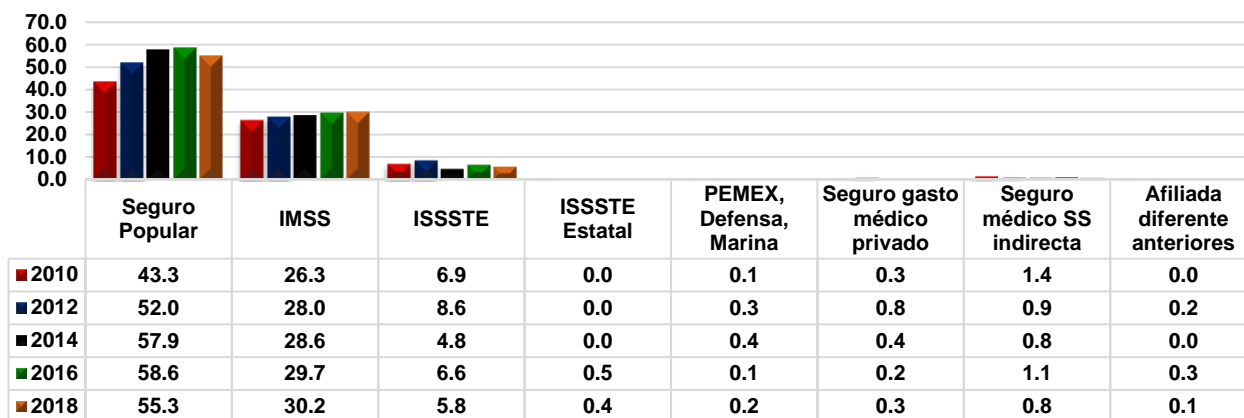 70.0
60.0
50.0
40.0
30.0
20.0
10.0
0.0
Seguro Popular IMSS ISSSTE ISSSTE Estatal PEMEX, Defensa, Marina Seguro gasto médico privado Seguro médico SS indirecta Afiliada diferente anteriores
2010 43.3 26.3 6.9 0.0 0.1 0.3 1.4 0.0
2012 52.0 28.0 8.6 0.0 0.3 0.8 0.9 0.2
2014 57.9 28.6 4.8 0.0 0.4 0.4 0.8 0.0
2016 58.6 29.7 6.6 0.5 0.1 0.2 1.1 0.3
2018 55.3 30.2 5.8 0.4 0.2 0.3 0.8 0.1